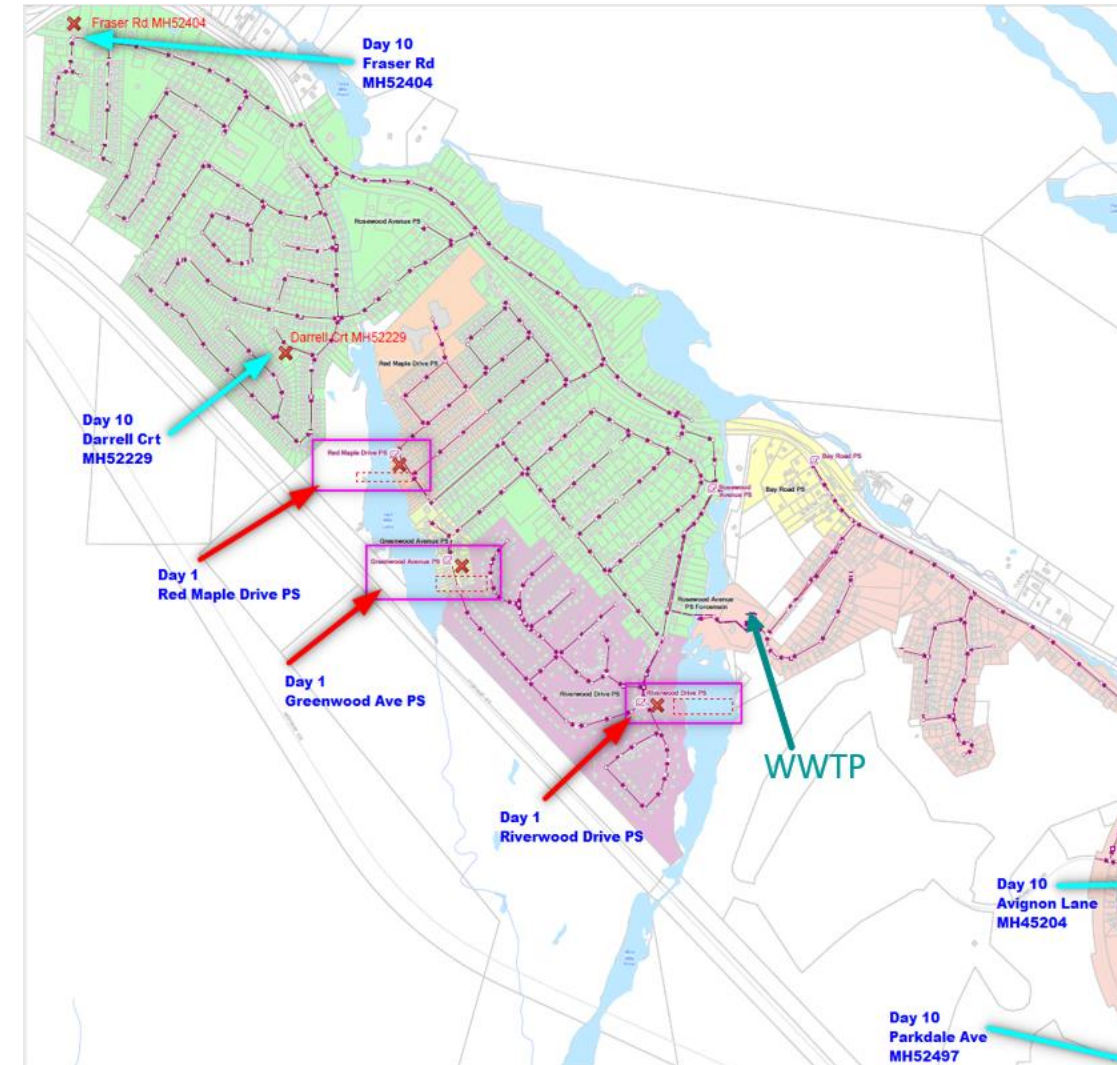 Fraser Rd MH52404
Day 10
Fraser Rd
MH52404
Rosewood Avenue PS
Darrell Crt MH52229
Red Maple Drive PS
Day 10
Darrell Crt
MH52229
Red Maple Drive PS
Bay Road PS
Rosewood
Avenue PS
Bay Road PS
Greenwood Avenue PS
Greenwood Avenue PS
Day 1
Red Maple Drive PS
Rosewood Avenue
PS Forcemain
Day 1
Greenwood Ave PS
Riverwood Drive PS
Riverwood Drive PS
WWTP
Day 1
Riverwood Drive PS
Day 10
Avignon Lane
MH45204
Day 10
Parkdale Ave
MH52497